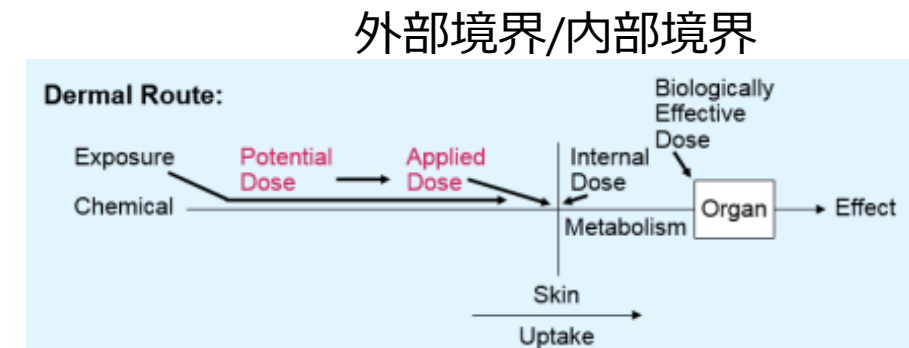 外部境界/内部境界
Dermal Route:
Biologically
Effective
Dose
Exposure
Potential
Dose
Applied
Dose
Internal
Dose
Chemical
Metabolism
Organ
Effect
Skin
Uptake